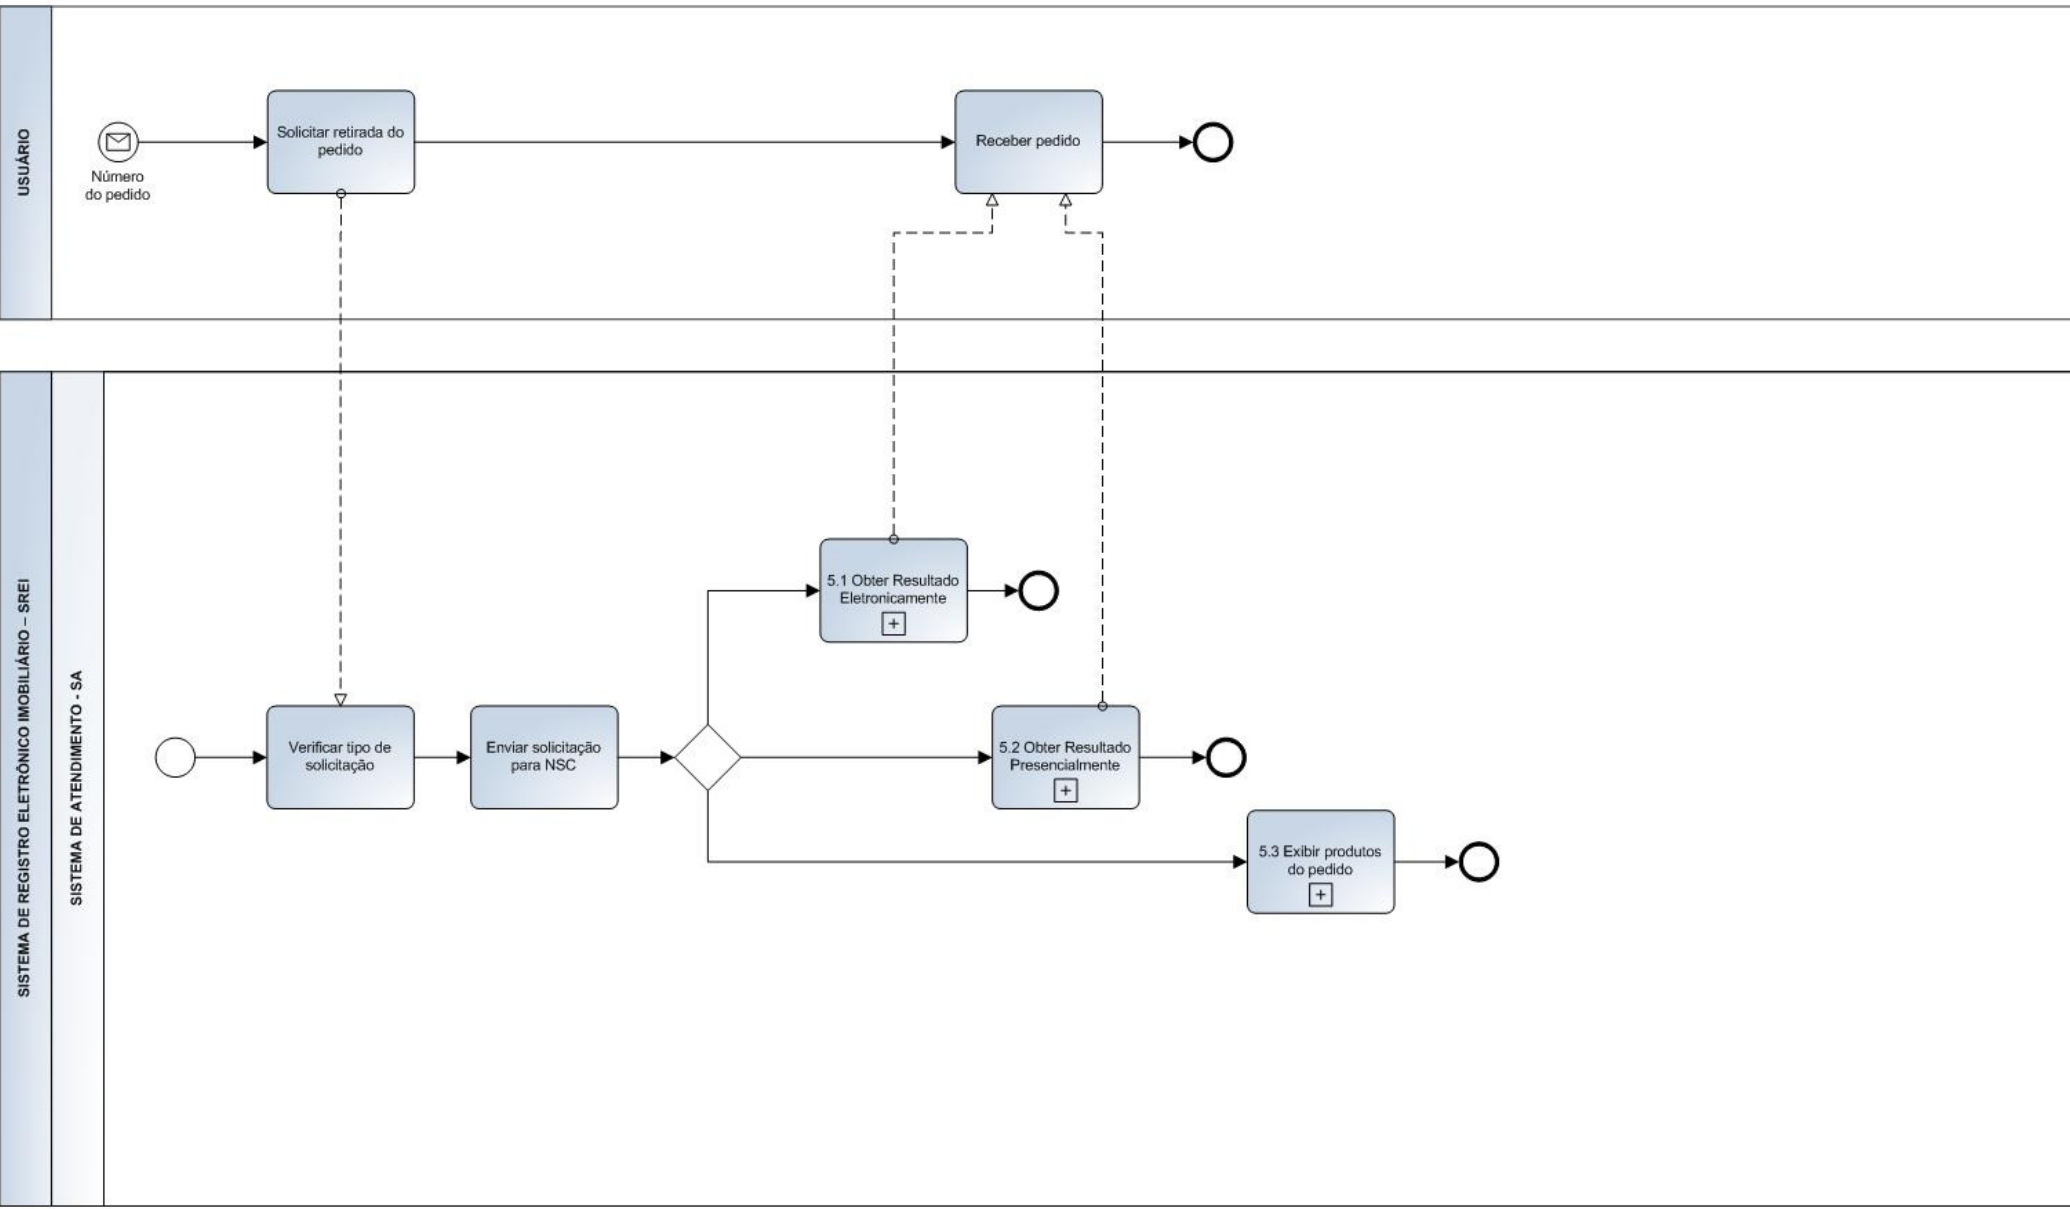 USUÁRIO
Número
do pedido
Solicitar retirada do
pedido
Receber pedido
SISTEMA DE REGISTRO ELETRÔNICO IMOBILIÁRIO – SREI
SISTEMA DE ATENDIMENTO - SA
Verificar tipo de
solicitação
Enviar solicitação
para NSC
5.1 Obter Resultado
Eletronicamente
5.2 Obter Resultado
Presencialmente
5.3 Exibir produtos
do pedido